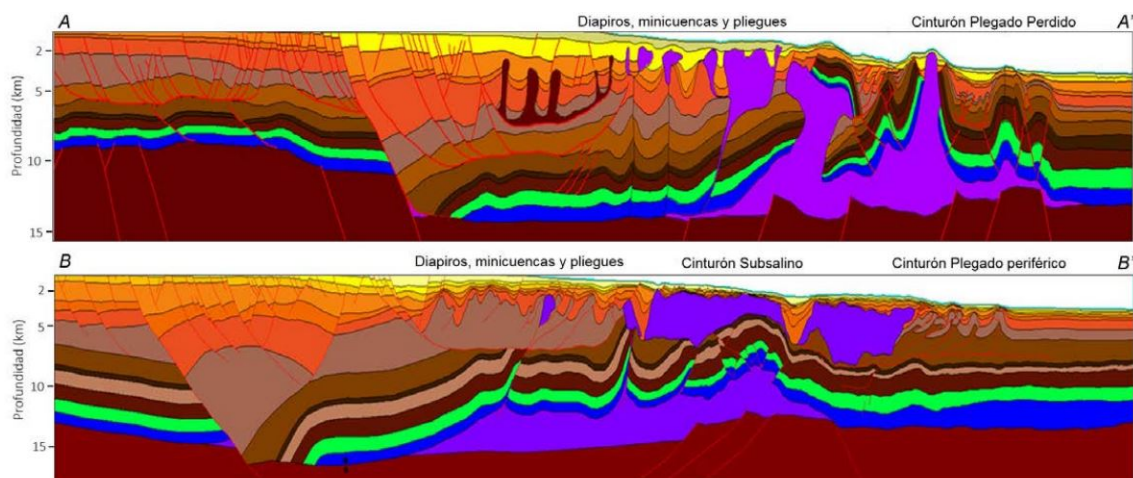 A Diapiros, minicuencas y pliegues Cinturón Plegado Perdido A'
Profundidad (km)
2
5
10
15
B Diapiros, minicuencas y pliegues Cinturón Subsalino Cinturón Plegado periférico B'
Profundidad (km)
2
5
10
15